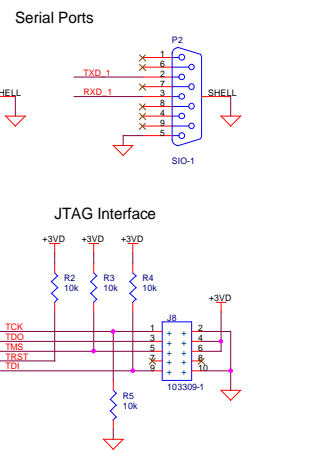 Serial Ports
P2
1
6
TXD_1 2
7
RXD_1 3
HELL SHELL
8
4
9
5
SIO-1
JTAG Interface
+3VD +3VD +3VD
R2 R3 R4
10k 10k 10k
+3VD
J8
TCK 1 2
TDO 3 4
TMS 5 6
TRST 7 8
TDI 9 10
103309-1
R5
10k